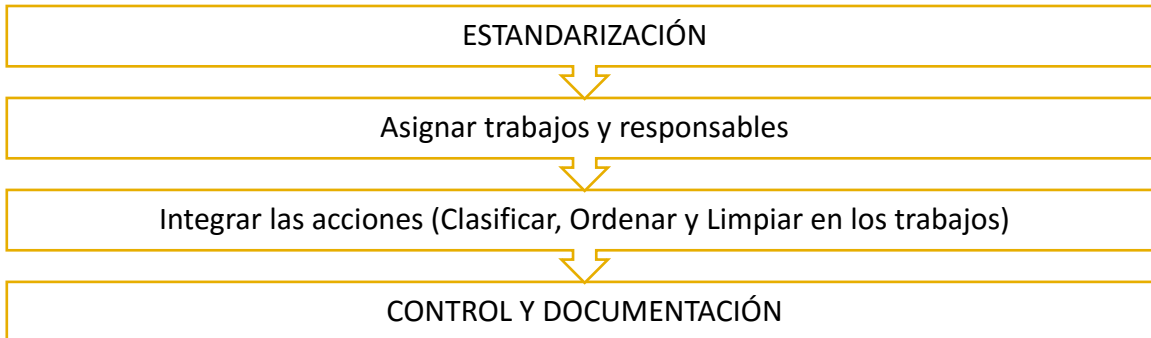 ESTANDARIZACIÓN
Asignar trabajos y responsables
Integrar las acciones (Clasificar, Ordenar y Limpiar en los trabajos)
CONTROL Y DOCUMENTACIÓN